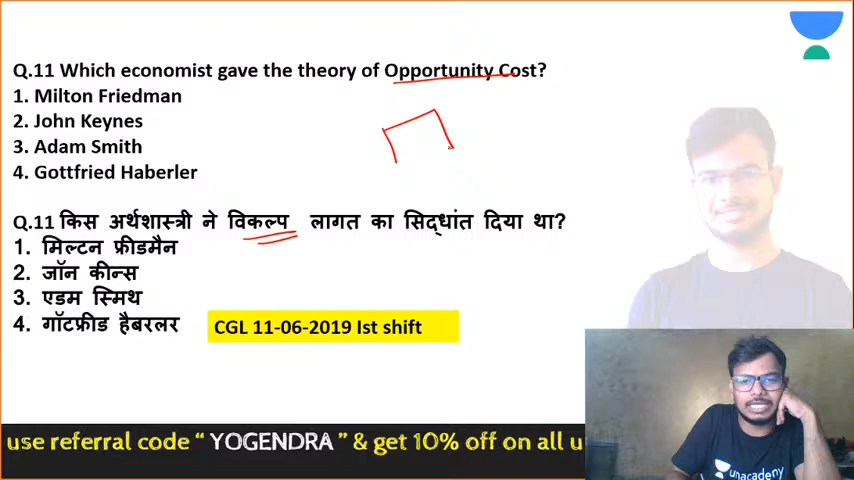 Q.11 Which economist gave the theory of Opportunity Cost?
1. Milton Friedman
2. John Keynes
3. Adam Smith
4. Gottfried Haberler
Q.11 किस अर्थशास्त्री ने विकल्प लागत का सिद्धांत दिया था?
1. मिल्टन फ्रीडमैन
2. जॉन कीन्स
3. एडम स्मिथ
4. गॉटफ्रीड हैबरलर
CGL 11-06-2019 Ist shift
use referral code “ YOGENDRA ” & get 10% off on all u
unacademy